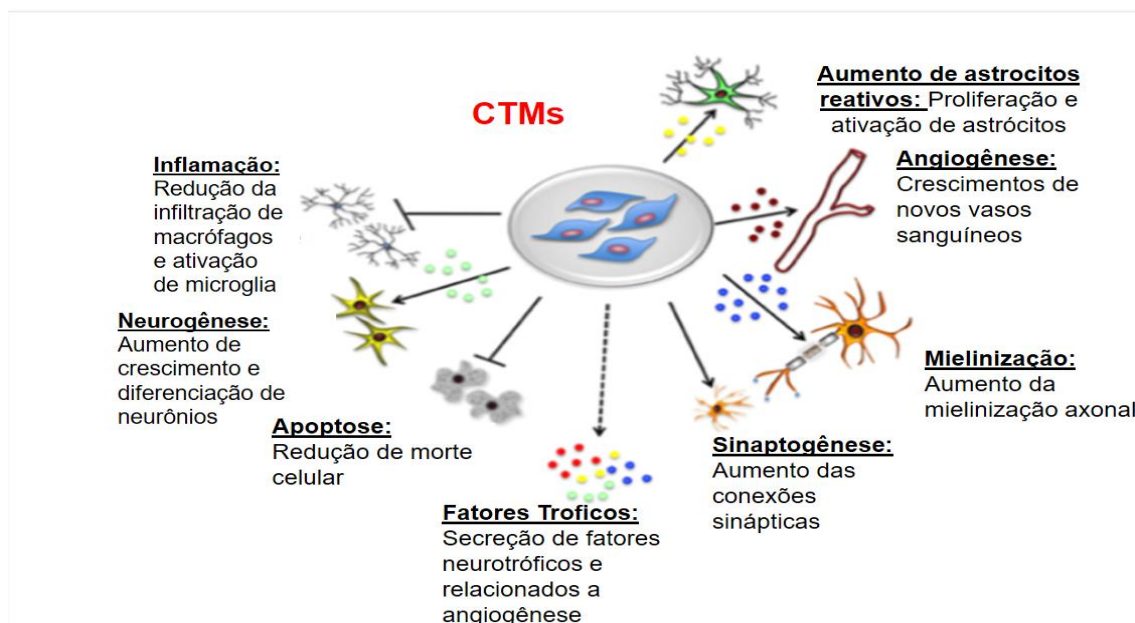 CTMs
Aumento de astrocitos
reativos: Proliferação e
ativação de astrócitos
Inflamação:
Redução da
infiltração de
macrófagos
e ativação
de microglia
Angiogênese:
Crescimentos de
novos vasos
sanguíneos
Neurogênese:
Aumento de
crescimento e
diferenciação de
neurônios
Mielinização:
Aumento da
mielinização axonal
Apoptose:
Redução de morte
celular
Sinaptogênese:
Aumento das
conexões
sinápticas
Fatores Troficos:
Secreção de fatores
neurotróficos e
relacionados a
angiogênese